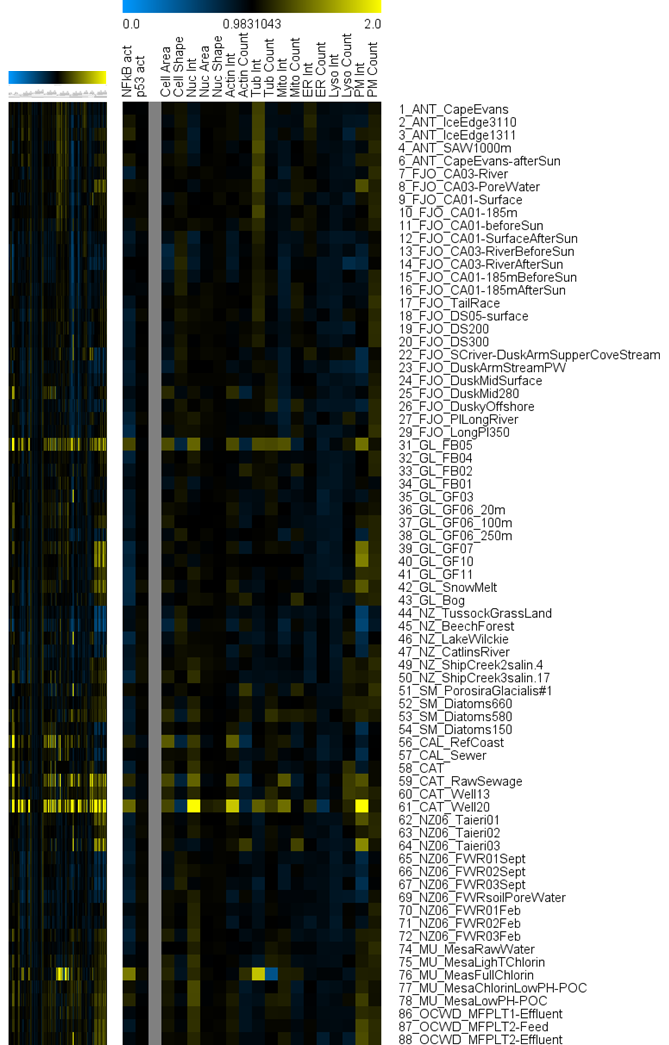 0.0 0.9831043 2.0
NFkB act
p53 act
Cell Area
Cell Shape
Nuc Int
Nuc Area
Nuc Shape
Actin Int
Actin Count
Tub Int
Tub Count
Mito Int
Mito Count
ER Int
ER Count
Lyso Int
Lyso Count
PM Int
PM Count
1_ANT_CapeEvans
2_ANT_IceEdge3110
3_ANT_IceEdge1311
4_ANT_SAW1000m
6_ANT_CapeEvans-afterSun
7_FJO_CA03-River
8_FJO_CA03-PoreWater
9_FJO_CA01-Surface
10_FJO_CA01-185m
11_FJO_CA01-beforeSun
12_FJO_CA01-SurfaceAfterSun
13_FJO_CA03-RiverBeforeSun
14_FJO_CA03-RiverAfterSun
15_FJO_CA01-185mBeforeSun
16_FJO_CA01-185mAfterSun
17_FJO_TailRace
18_FJO_DS05-surface
19_FJO_DS200
20_FJO_DS300
22_FJO_SCriver-DuskArmSupperCoveStream
23_FJO_DuskArmStreamPW
24_FJO_DuskMidSurface
25_FJO_DuskMid280
26_FJO_DuskyOffshore
27_FJO_PILongRiver
29_FJO_LongPI350
31_GL_FB05
32_GL_FB04
33_GL_FB02
34_GL_FB01
35_GL_GF03
36_GL_GF06_20m
37_GL_GF06_100m
38_GL_GF06_250m
39_GL_GF07
40_GL_GF10
41_GL_GF11
42_GL_SnowMelt
43_GL_Bog
44_NZ_TussockGrassLand
45_NZ_BeechForest
46_NZ_LakeWilckie
47_NZ_CatlinsRiver
49_NZ_ShipCreek2salin.4
50_NZ_ShipCreek3salin.17
51_SM_PorosiraGlacialis#1
52_SM_Diatoms660
53_SM_Diatoms580
54_SM_Diatoms150
56_CAL_RefCoast
57_CAL_Sewer
58_CAT
59_CAT_RawSewage
60_CAT_Well13
61_CAT_Well20
62_NZ06_Taieri01
63_NZ06_Taieri02
64_NZ06_Taieri03
65_NZ06_FWR01Sept
66_NZ06_FWR02Sept
67_NZ06_FWR03Sept
69_NZ06_FWRsoilPoreWater
70_NZ06_FWR01Feb
71_NZ06_FWR02Feb
72_NZ06_FWR03Feb
74_MU_MesaRawWater
75_MU_MesaLighTChlorin
76_MU_MeasFullChlorin
77_MU_MesaChlorinLowPH-POC
78_MU_MesaLowPH-POC
86_OCWD_MFPLT1-Effluent
87_OCWD_MFPLT2-Feed
88_OCWD_MFPLT2-Effluent